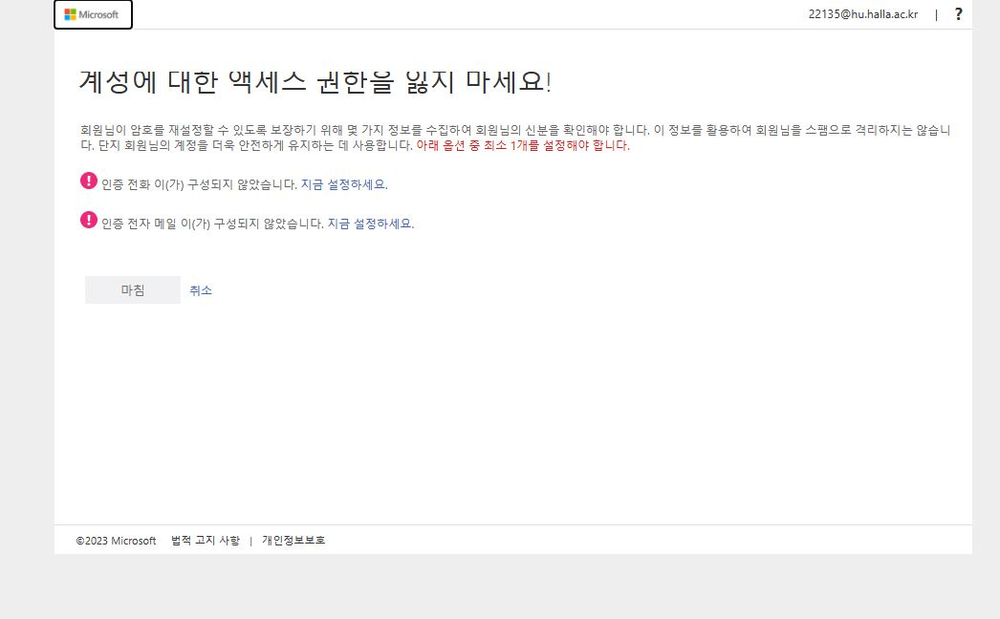 Microsoft
22135@hu.halla.ac.kr | ?
계정에 대한 액세스 권한을 잃지 마세요!
회원님이 암호를 재설정할 수 있도록 보장하기 위해 몇 가지 정보를 수집하여 회원님의 신분을 확인해야 합니다. 이 정보를 활용하여 회원님을 스팸으로 격리하지는 않습니
다. 단지 회원님의 계정을 더욱 안전하게 유지하는 데 사용합니다. 아래 옵션 중 최소 1개를 설정해야 합니다.
! 인증 전화 이(가) 구성되지 않았습니다. 지금 설정하세요.
! 인증 전자 메일 이(가) 구성되지 않았습니다. 지금 설정하세요.
마침 취소
©2023 Microsoft 법적 고지 사항 | 개인정보보호